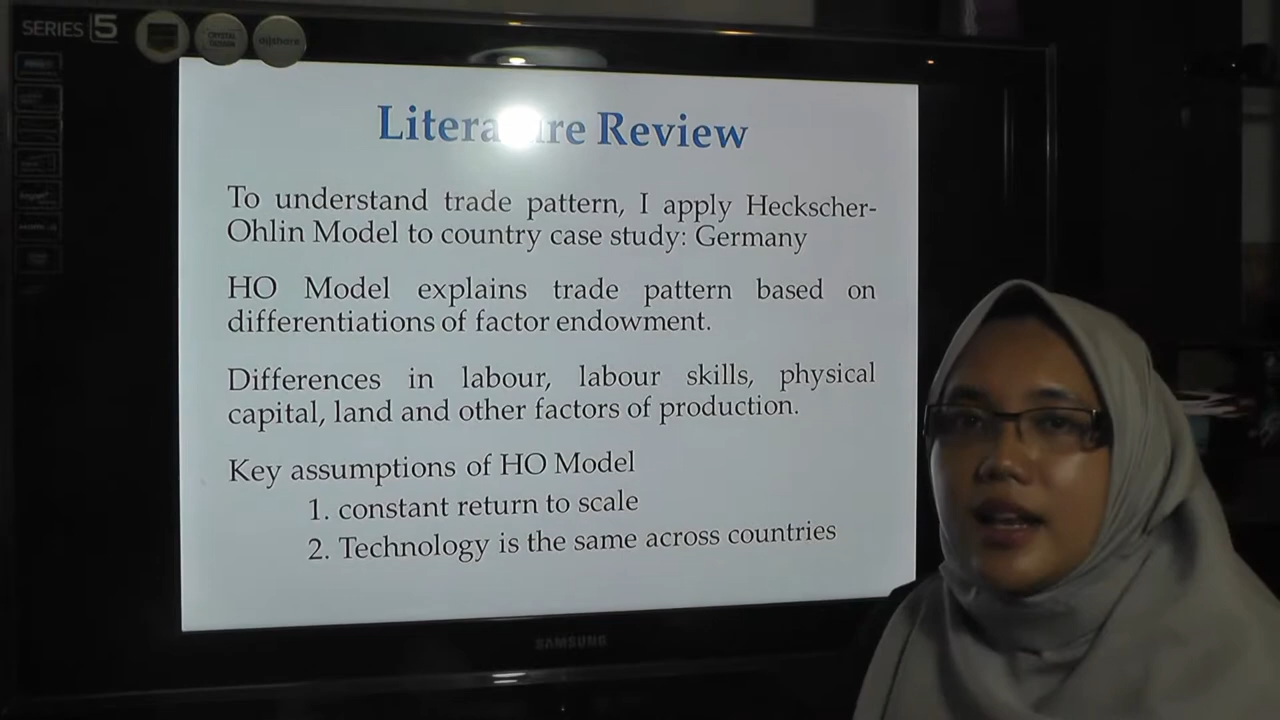 SERIES 5
CRYSTAL
DESIGN
allshare
Literature Review
To understand trade pattern, I apply Heckscher-
Ohlin Model to country case study: Germany
HO Model explains trade pattern based on
differentiations of factor endowment.
Differences in labour, labour skills, physical
capital, land and other factors of production.
Key assumptions of HO Model
1. constant return to scale
2. Technology is the same across countries
SAMSUNG